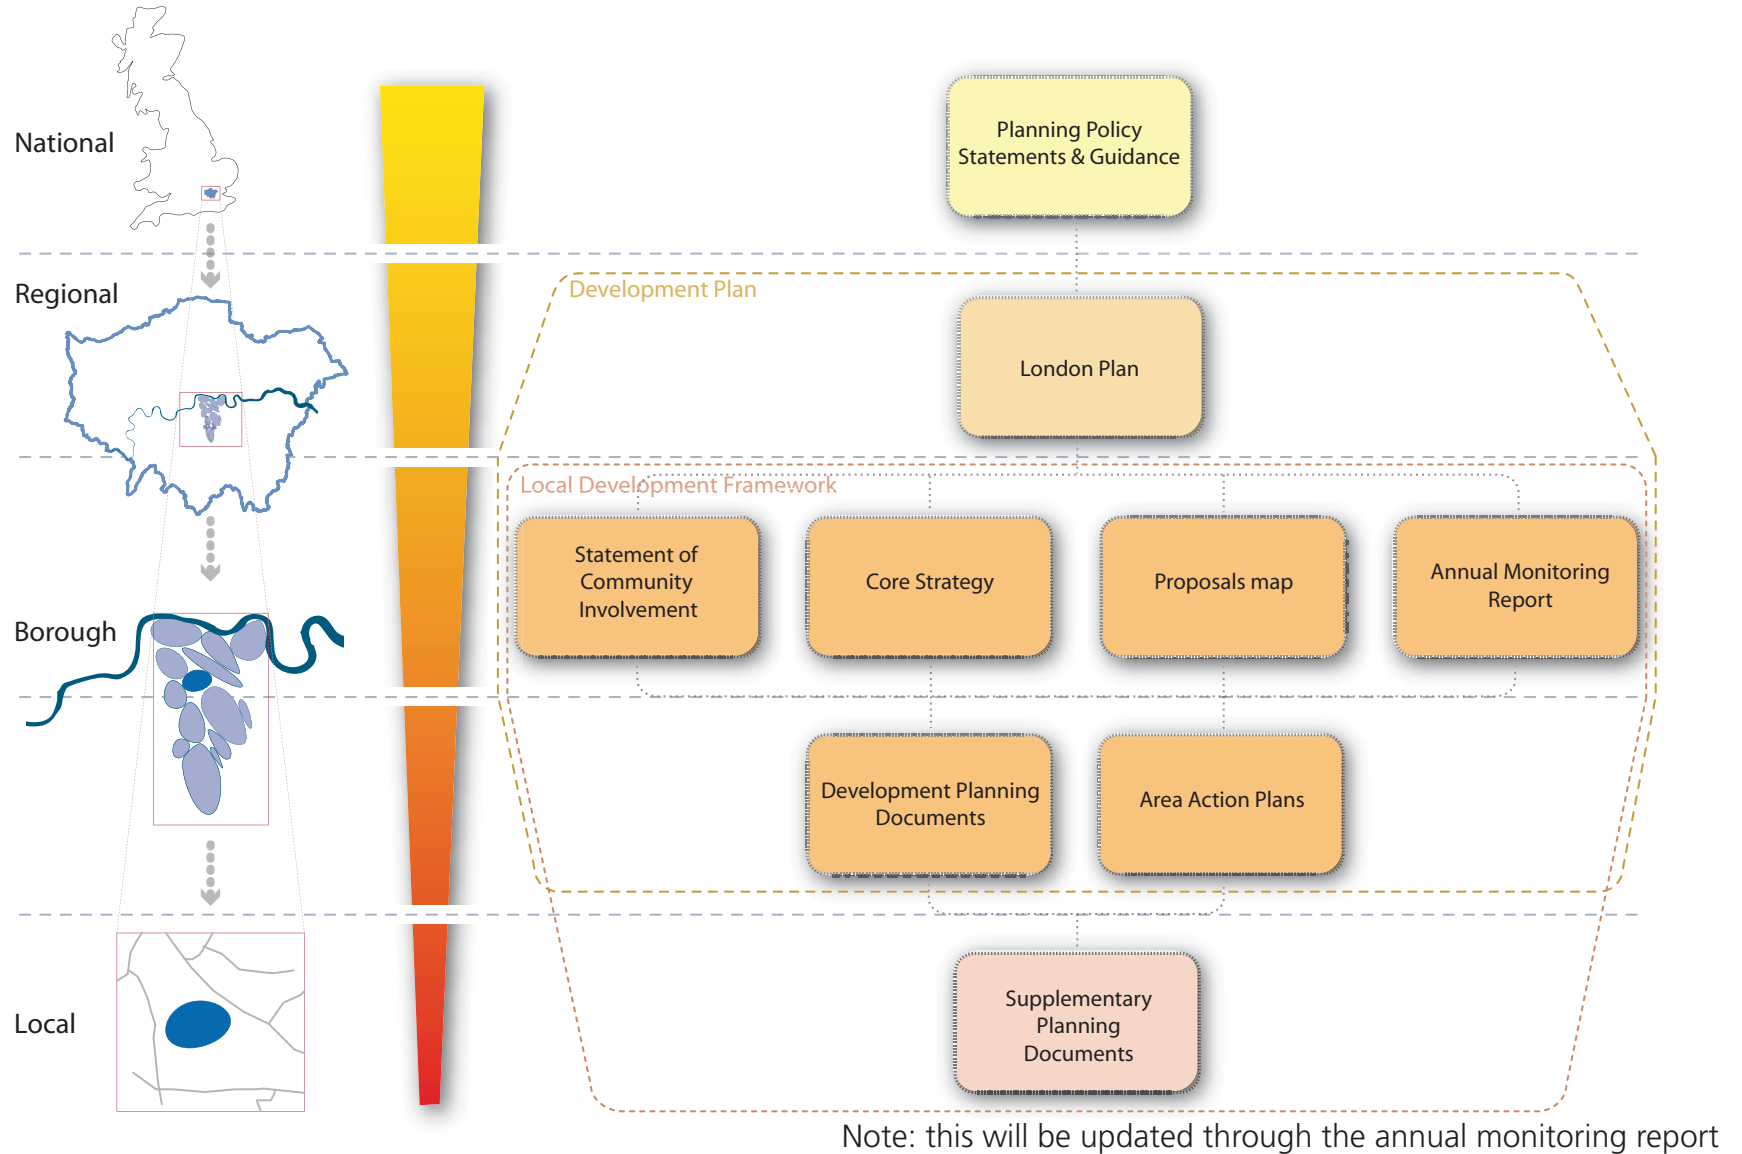 National
Planning Policy
Statements & Guidance
Regional
Development Plan
London Plan
Local Development Framework
Statement of
Community
Involvement
Core Strategy
Proposals map
Annual Monitoring
Report
Borough
Development Planning
Documents
Area Action Plans
Local
Supplementary
Planning
Documents
Note: this will be updated through the annual monitoring report